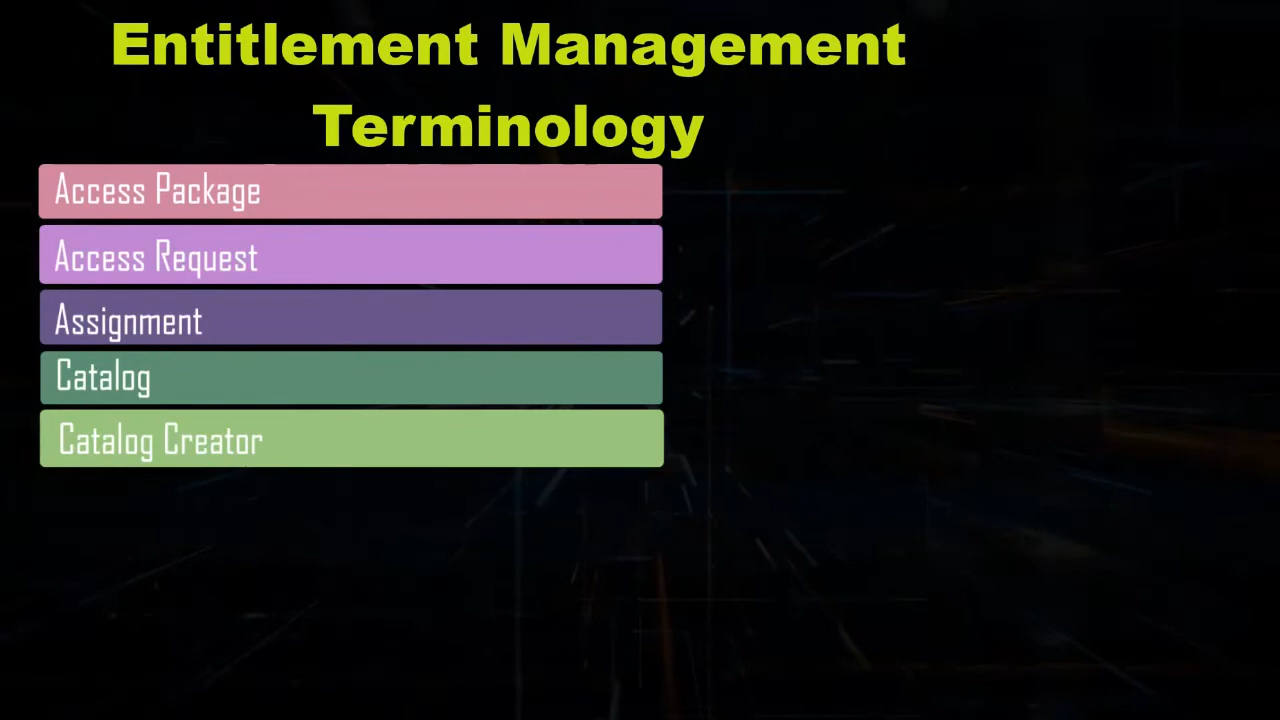 Entitlement Management
Terminology
Access Package
Access Request
Assignment
Catalog
Catalog Creator